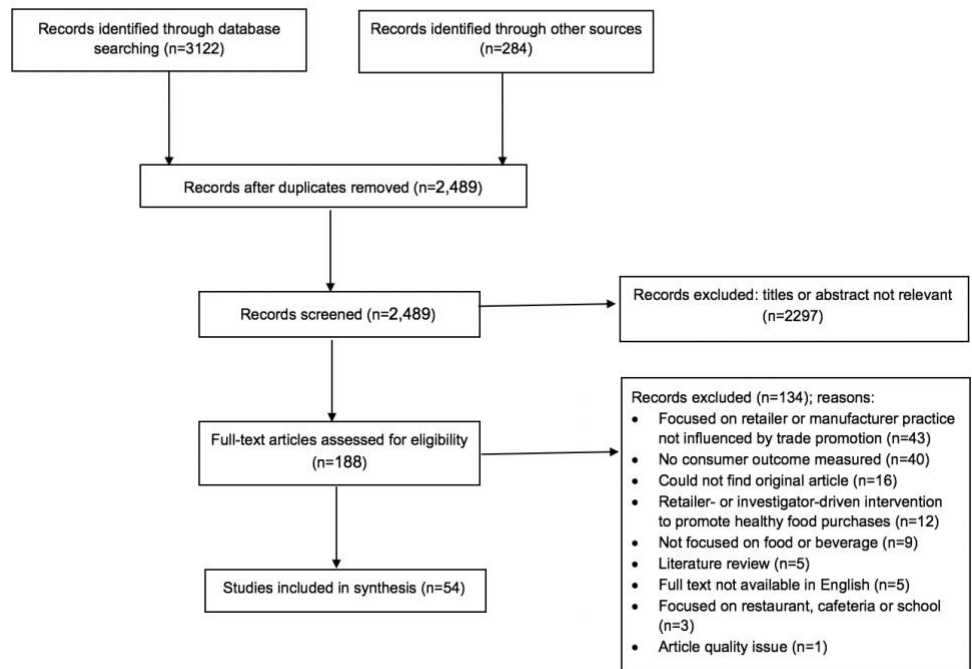 Records identified through database
searching (n=3122)
Records identified through other sources
(n=284)
Records after duplicates removed (n=2,489)
Records screened (n=2,489)
Records excluded: titles or abstract not relevant
(n=2297)
Full-text articles assessed for eligibility
(n=188)
Records excluded (n=134); reasons:
• Focused on retailer or manufacturer practice
not influenced by trade promotion (n=43)
• No consumer outcome measured (n=40)
• Could not find original article (n=16)
• Retailer- or investigator-driven intervention
to promote healthy food purchases (n=12)
• Not focused on food or beverage (n=9)
• Literature review (n=5)
• Full text not available in English (n=5)
• Focused on restaurant, cafeteria or school
(n=3)
• Article quality issue (n=1)
Studies included in synthesis (n=54)